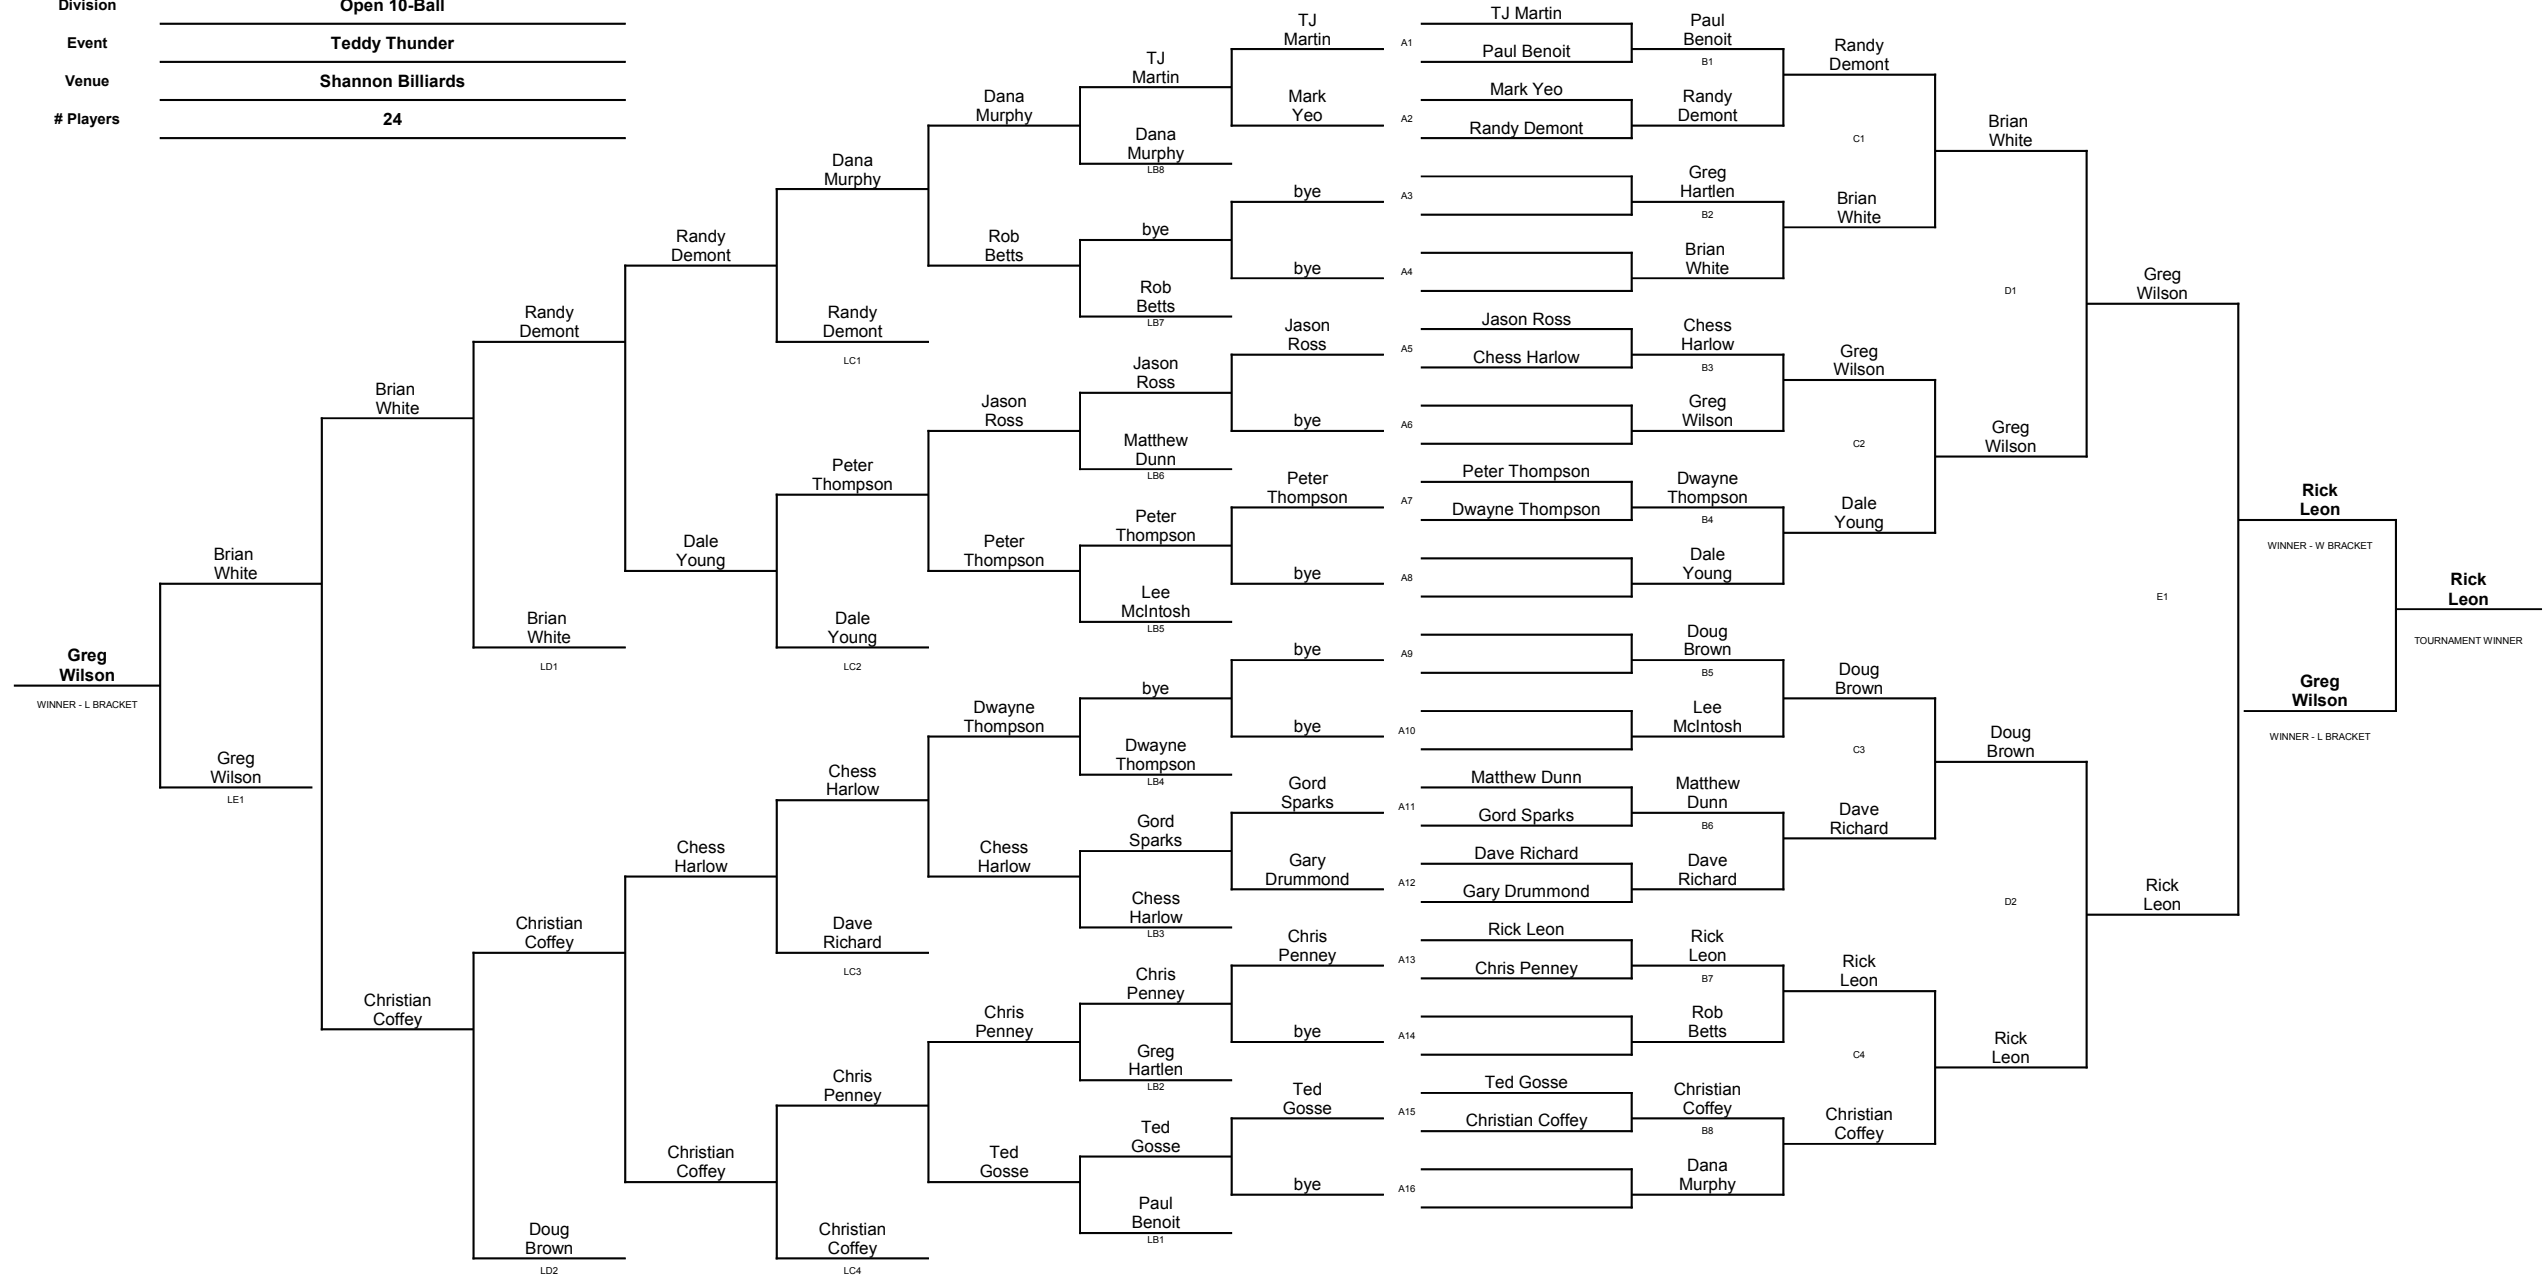 Division
Open 10-Ball
Event
Teddy Thunder
Venue
Shannon Billiards
# Players
24
Greg
Wilson
WINNER - L BRACKET
Brian
White
Greg
Wilson
LE1
Brian
White
Christian
Coffey
Randy
Demont
Brian
White
LD1
Christian
Coffey
Doug
Brown
LD2
Randy
Demont
Dale
Young
Chess
Harlow
Christian
Coffey
Dana
Murphy
Randy
Demont
LC1
Peter
Thompson
Dale
Young
LC2
Chess
Harlow
Dave
Richard
LC3
Chris
Penney
Christian
Coffey
LC4
Dana
Murphy
Rob
Betts
Jason
Ross
Peter
Thompson
Dwayne
Thompson
Chess
Harlow
Chris
Penney
Ted
Gosse
TJ
Martin
Dana
Murphy
LB8
bye
Rob
Betts
LB7
Jason
Ross
Matthew
Dunn
LB6
Peter
Thompson
Lee
McIntosh
LB5
bye
Dwayne
Thompson
LB4
Gord
Sparks
Chess
Harlow
LB3
Chris
Penney
Greg
Hartlen
LB2
Ted
Gosse
Paul
Benoit
LB1
TJ
Martin
Mark
Yeo
bye
bye
Jason
Ross
bye
Peter
Thompson
bye
bye
bye
Gord
Sparks
Gary
Drummond
Chris
Penney
bye
Ted
Gosse
bye
A1
A2
A3
A4
A5
A6
A7
A8
A9
A10
A11
A12
A13
A14
A15
A16
TJ Martin
Paul Benoit
Mark Yeo
Randy Demont
Jason Ross
Chess Harlow
Peter Thompson
Dwayne Thompson
Matthew Dunn
Gord Sparks
Dave Richard
Gary Drummond
Rick Leon
Chris Penney
Ted Gosse
Christian Coffey
Paul
Benoit
B1
Randy
Demont
Greg
Hartlen
B2
Brian
White
Chess
Harlow
B3
Greg
Wilson
Dwayne
Thompson
B4
Dale
Young
Doug
Brown
B5
Lee
McIntosh
Matthew
Dunn
B6
Dave
Richard
Rick
Leon
B7
Rob
Betts
Christian
Coffey
B8
Dana
Murphy
Randy
Demont
C1
Brian
White
Greg
Wilson
C2
Dale
Young
Doug
Brown
C3
Dave
Richard
Rick
Leon
C4
Christian
Coffey
Brian
White
D1
Greg
Wilson
Doug
Brown
D2
Rick
Leon
Greg
Wilson
E1
Rick
Leon
Rick
Leon
WINNER - W BRACKET
Greg
Wilson
WINNER - L BRACKET
Rick
Leon
TOURNAMENT WINNER